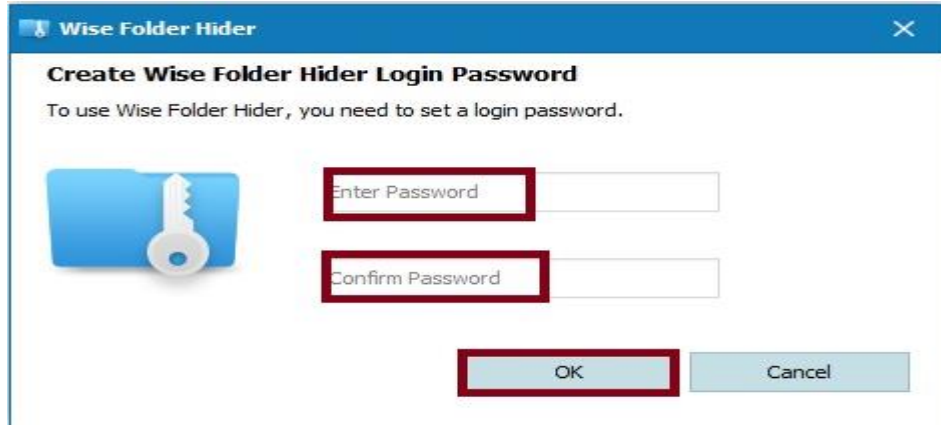 Wise Folder Hider
Create Wise Folder Hider Login Password
To use Wise Folder Hider, you need to set a login password.
Enter Password
Confirm Password
OK
Cancel